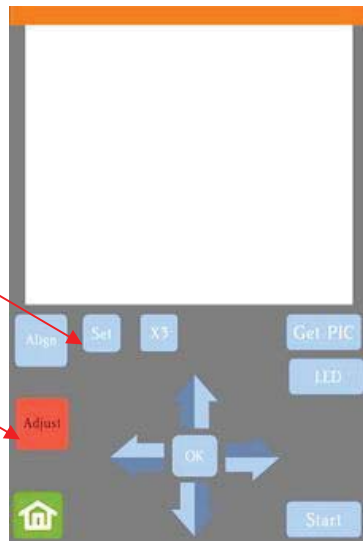 Align
Set
X3
Get PIC
LED
Adjust
OK
Start